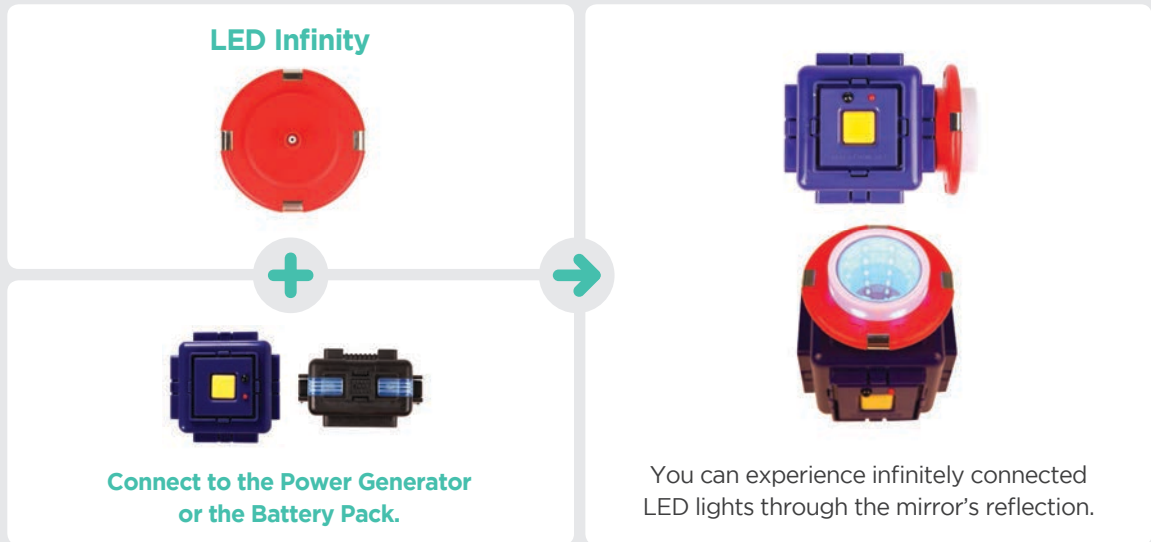 LED Infinity
Connect to the Power Generator
or the Battery Pack.
You can experience infinitely connected
LED lights through the mirror's reflection.